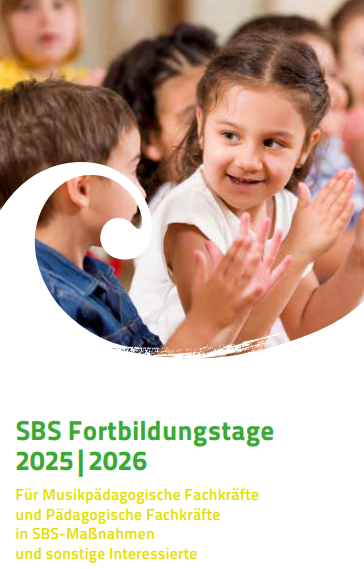 SBS Fortbildungstage
2025|2026
Für Musikpädagogische Fachkräfte
und Pädagogische Fachkräfte
in SBS-Maßnahmen
und sonstige Interessierte